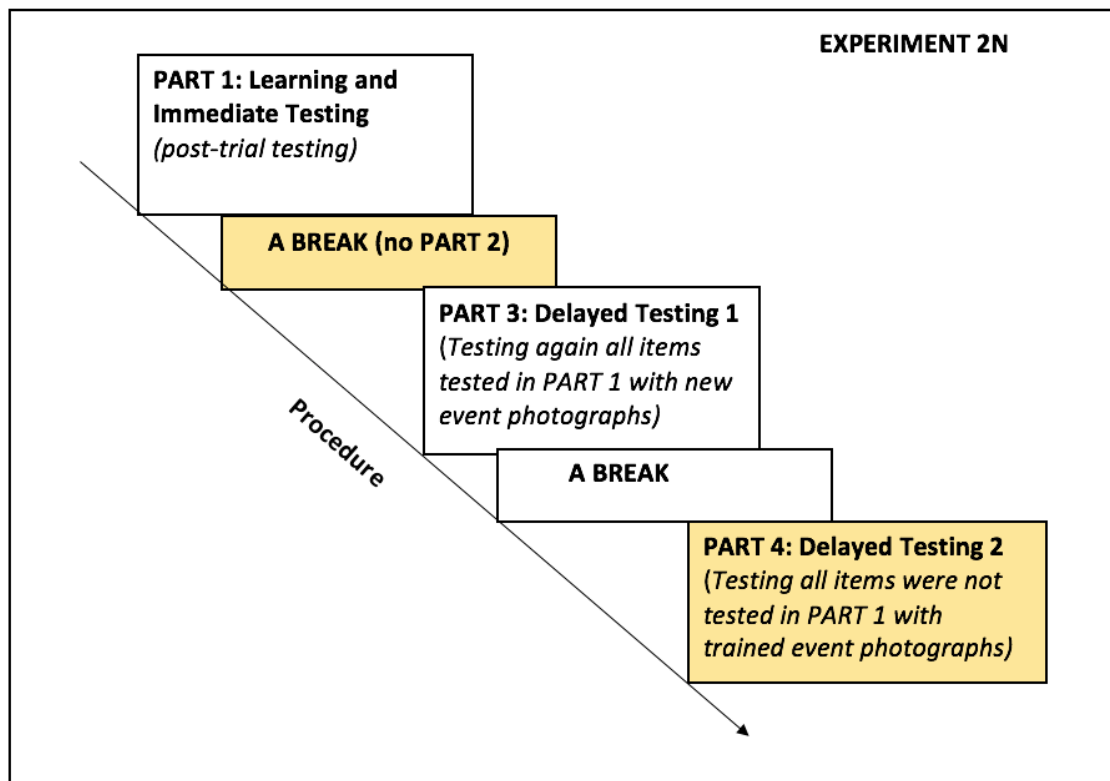 EXPERIMENT 2N
PART 1: Learning and
Immediate Testing
(post-trial testing)
A BREAK (no PART 2)
PART 3: Delayed Testing 1
(Testing again all items
tested in PART 1 with new
event photographs)
Procedure
A BREAK
PART 4: Delayed Testing 2
(Testing all items were not
tested in PART 1 with
trained event photographs)